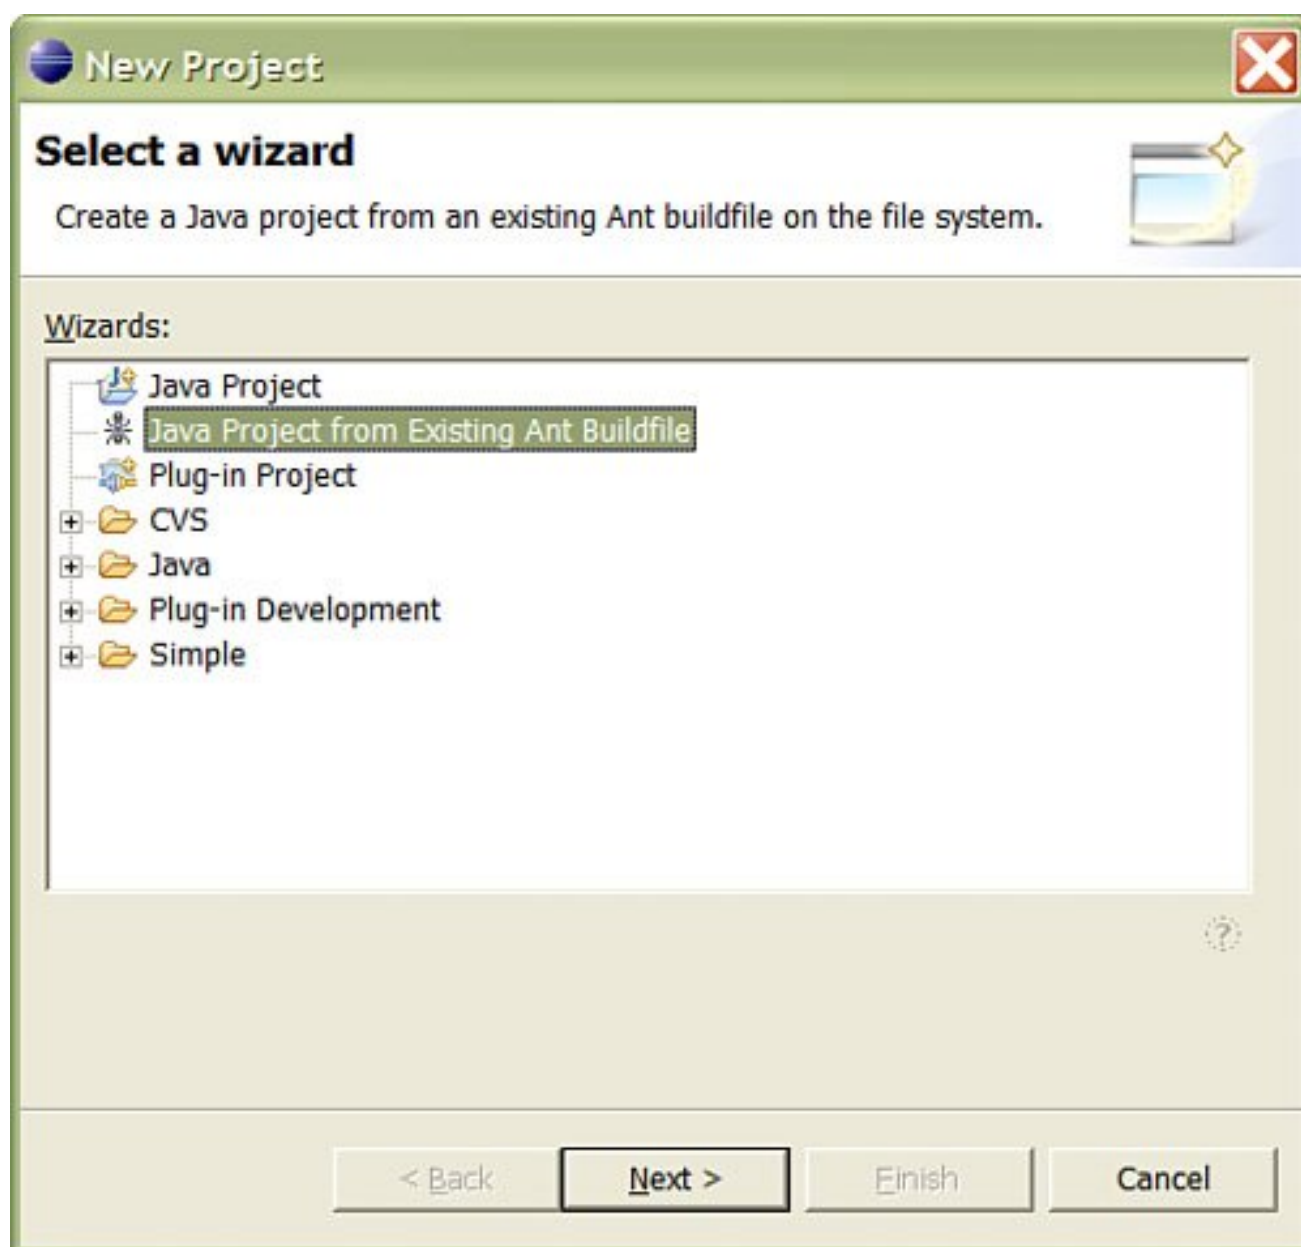 New Project
Select a wizard
Create a Java project from an existing Ant buildfile on the file system.
Wizards:
Java Project
Java Project from Existing Ant Buildfile
Plug-in Project
CVS
Java
Plug-in Development
Simple
?
< Back
Next >
Finish
Cancel